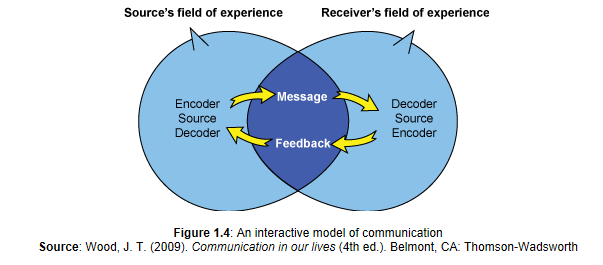 Source's field of experience
Receiver's field of experience
Encoder
Source
Decoder
Message
Feedback
Decoder
Source
Encoder
Figure 1.4: An interactive model of communication
Source: Wood, J. T. (2009). Communication in our lives (4th ed.). Belmont, CA: Thomson-Wadsworth